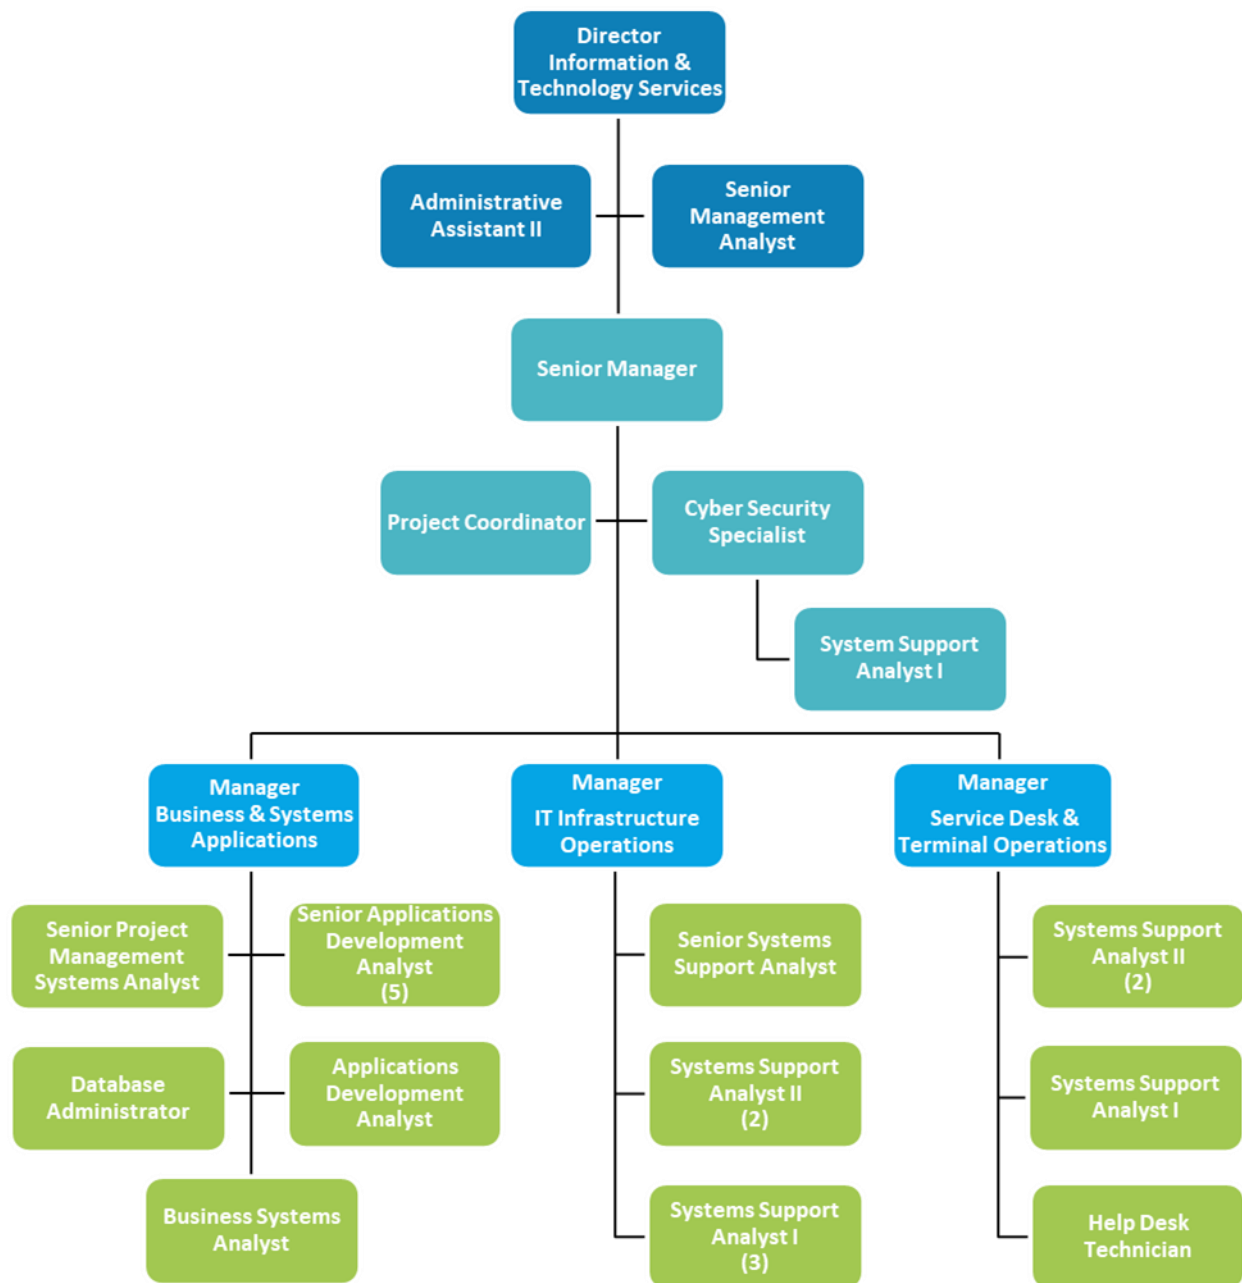 Director
Information &
Technology Services
Administrative
Assistant II
Senior
Management
Analyst
Senior Manager
Project Coordinator
Cyber Security
Specialist
System Support
Analyst I
Manager
Business & Systems
Applications
Manager
IT Infrastructure
Operations
Manager
Service Desk &
Terminal Operations
Senior Project
Management
Systems Analyst
Senior Applications
Development
Analyst
(5)
Senior Systems
Support Analyst
Systems Support
Analyst II
(2)
Database
Administrator
Applications
Development
Analyst
Systems Support
Analyst II
(2)
Systems Support
Analyst I
Business Systems
Analyst
Systems Support
Analyst I
(3)
Help Desk
Technician